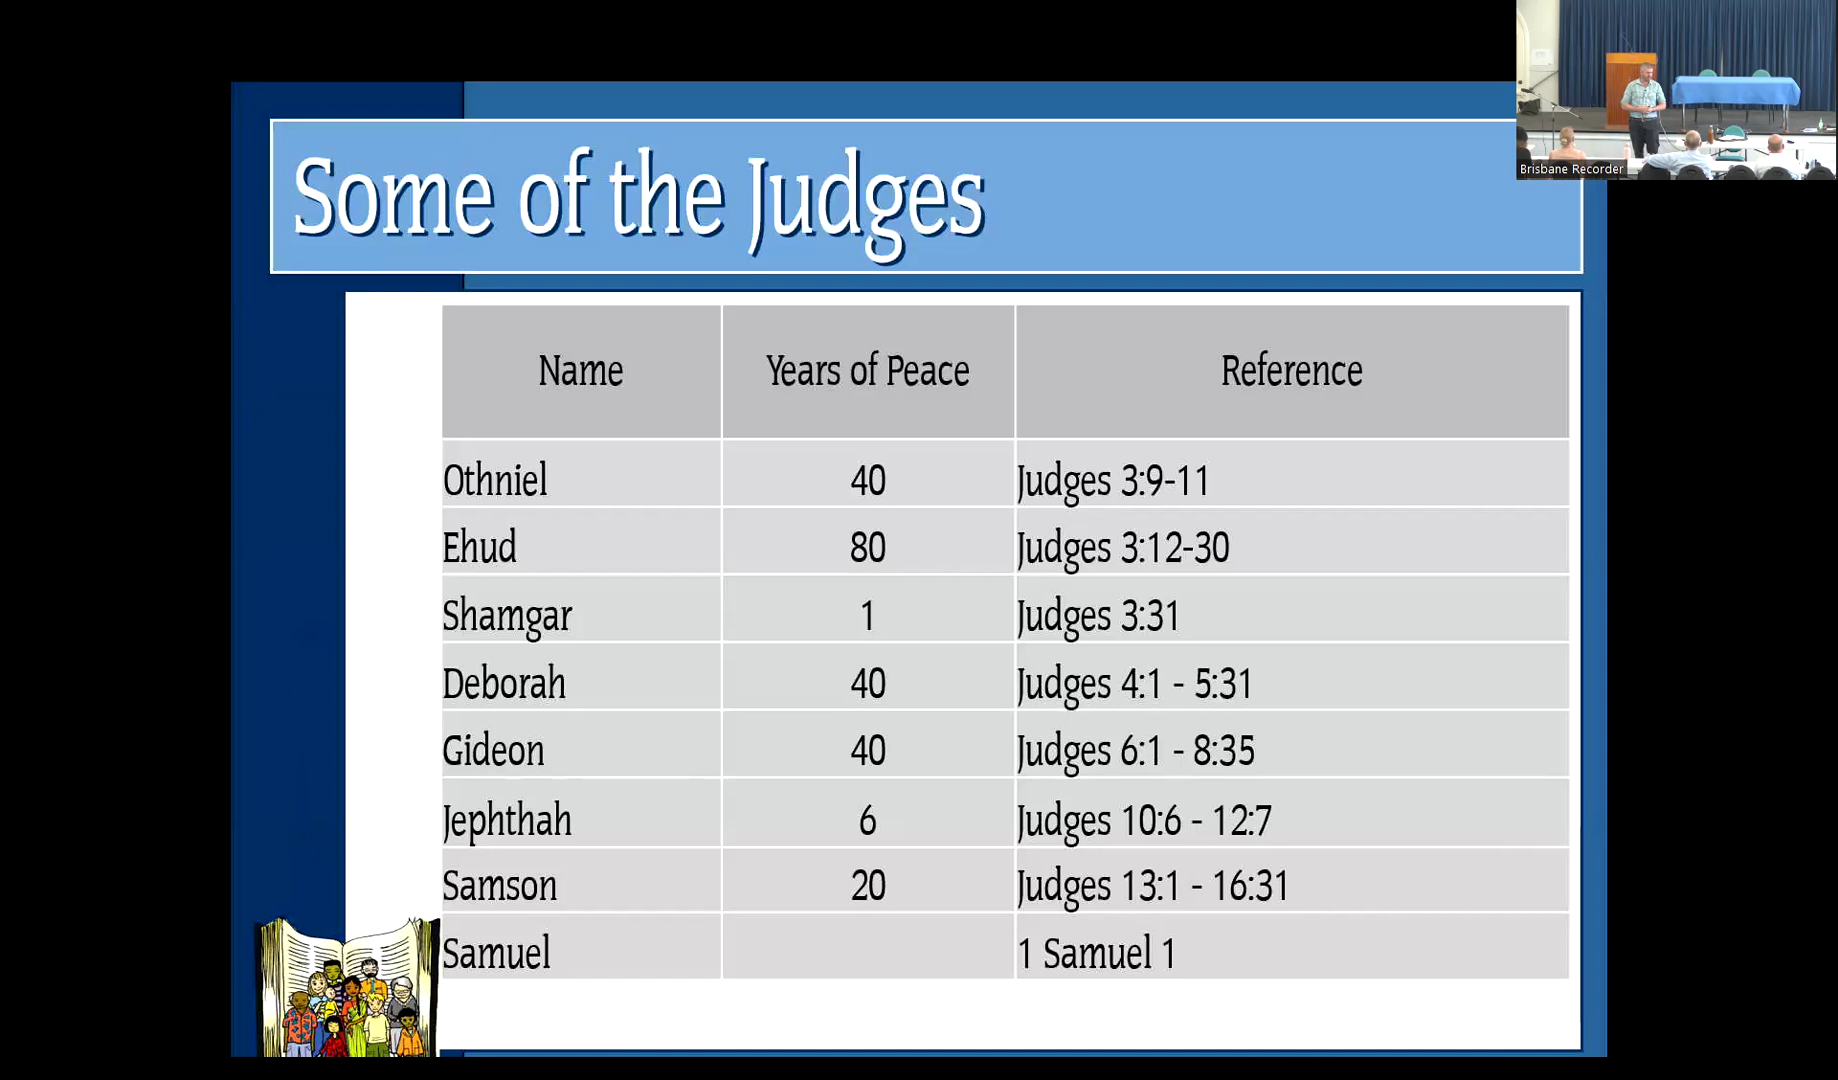 Some of the Judges
Brisbane Recorder
Name Years of Peace Reference
Othniel 40 Judges 3:9-11
Ehud 80 Judges 3:12-30
Shamgar 1 Judges 3:31
Deborah 40 Judges 4:1 - 5:31
Gideon 40 Judges 6:1 - 8:35
Jephthah 6 Judges 10:6 - 12:7
Samson 20 Judges 13:1 - 16:31
Samuel 1 Samuel 1